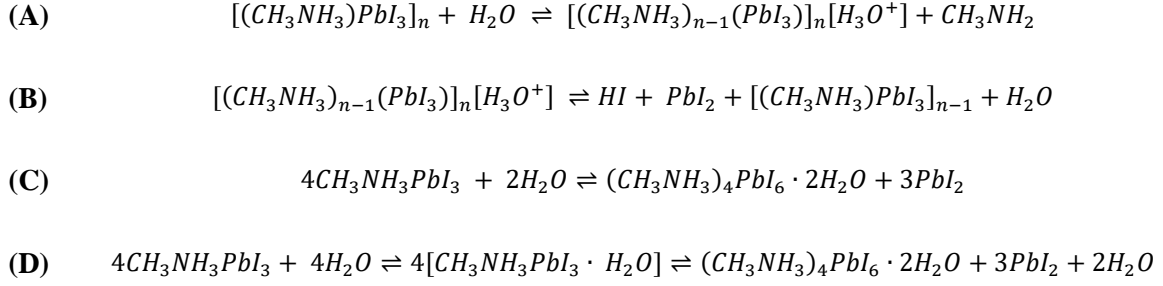 (A) [(CH₃NH₃)PbI₃]ₙ + H₂O ⇌ [(CH₃NH₃)ₙ₋₁(PbI₃)]ₙ[H₃O⁺] + CH₃NH₂
(B) [(CH₃NH₃)ₙ₋₁(PbI₃)]ₙ[H₃O⁺] ⇌ HI + PbI₂ + [(CH₃NH₃)PbI₃]ₙ₋₁ + H₂O
(C) 4CH₃NH₃PbI₃ + 2H₂O ⇌ (CH₃NH₃)₄PbI₆ · 2H₂O + 3PbI₂
(D) 4CH₃NH₃PbI₃ + 4H₂O ⇌ 4[CH₃NH₃PbI₃ · H₂O] ⇌ (CH₃NH₃)₄PbI₆ · 2H₂O + 3PbI₂ + 2H₂O